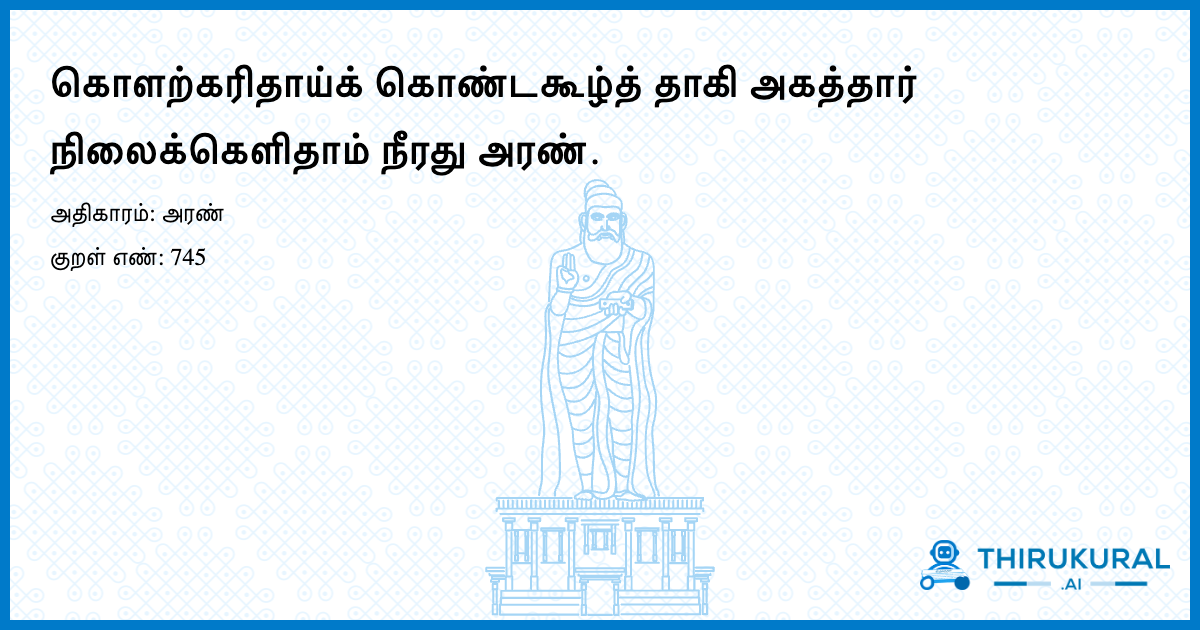 கொளற்கரிதாய்க் கொண்டகூழ்த் தாகி அகத்தார்
நிலைக்கெளிதாம் நீரது அரண்.
அதிகாரம்: அரண்
குறள் எண்: 745
THIRUKURAL
.AI